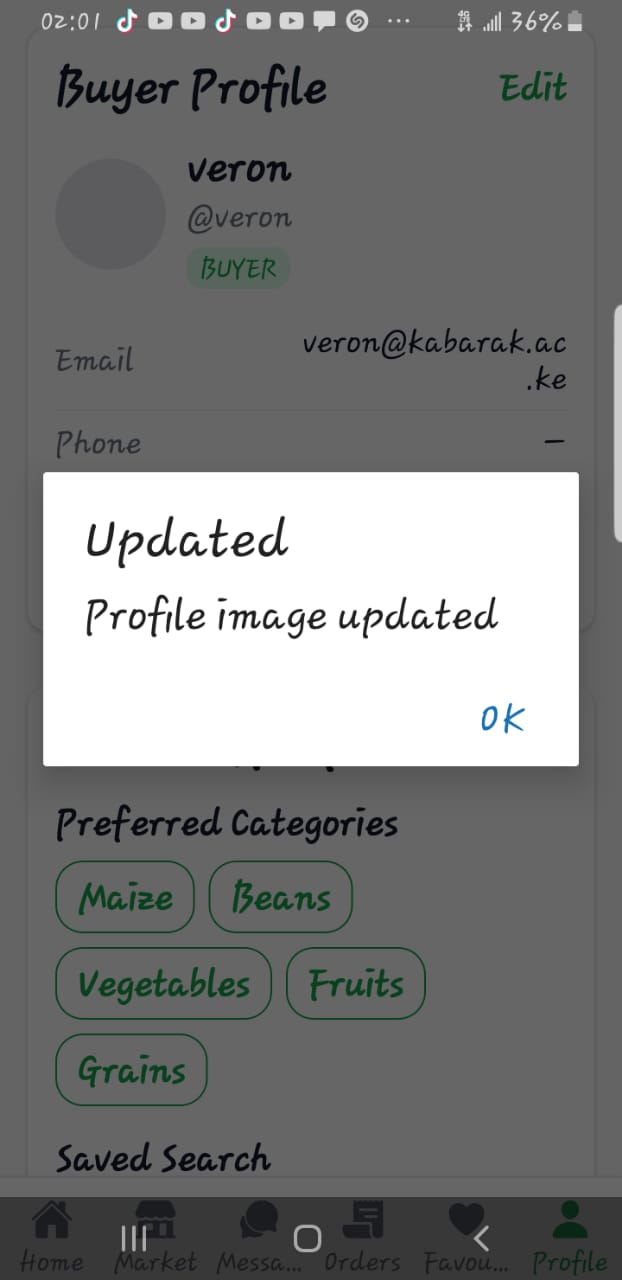 02:01 ... 4G 36%
Buyer Profile Edit
veron
@veron
BUYER
Email veron@kabarak.ac
.ke
Phone –
Updated
Profile image updated
OK
Preferred Categories
Maize Beans
Vegetables Fruits
Grains
Saved Search
Home Market Messa... Orders Favou... Profile